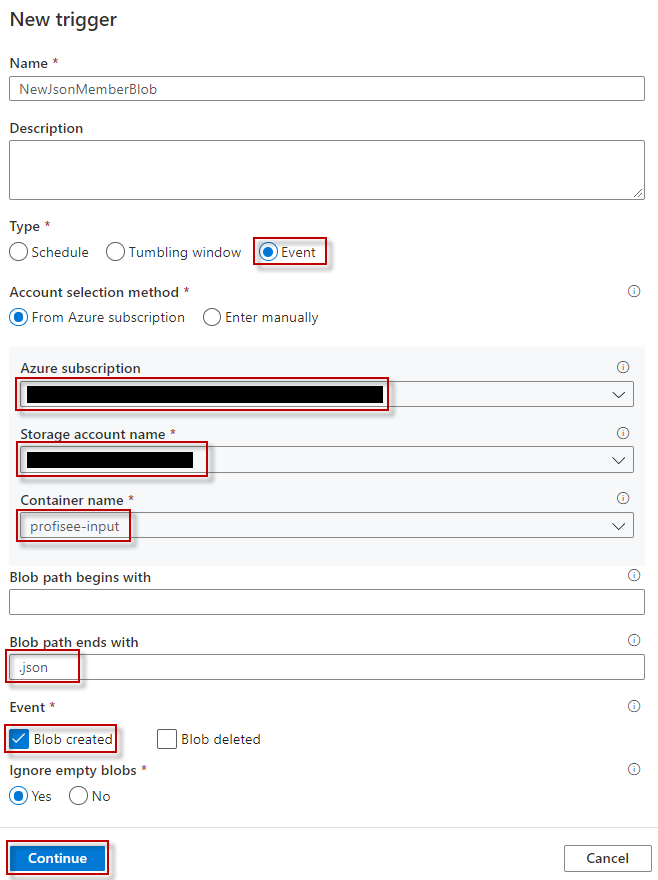 New trigger
Name *
NewJsonMemberBlob
Description
Type *
Schedule Tumbling window Event
Account selection method *
From Azure subscription Enter manually
Azure subscription
Storage account name *
Container name *
profisee-input
Blob path begins with
Blob path ends with
.json
Event *
Blob created Blob deleted
Ignore empty blobs *
Yes No
Continue Cancel